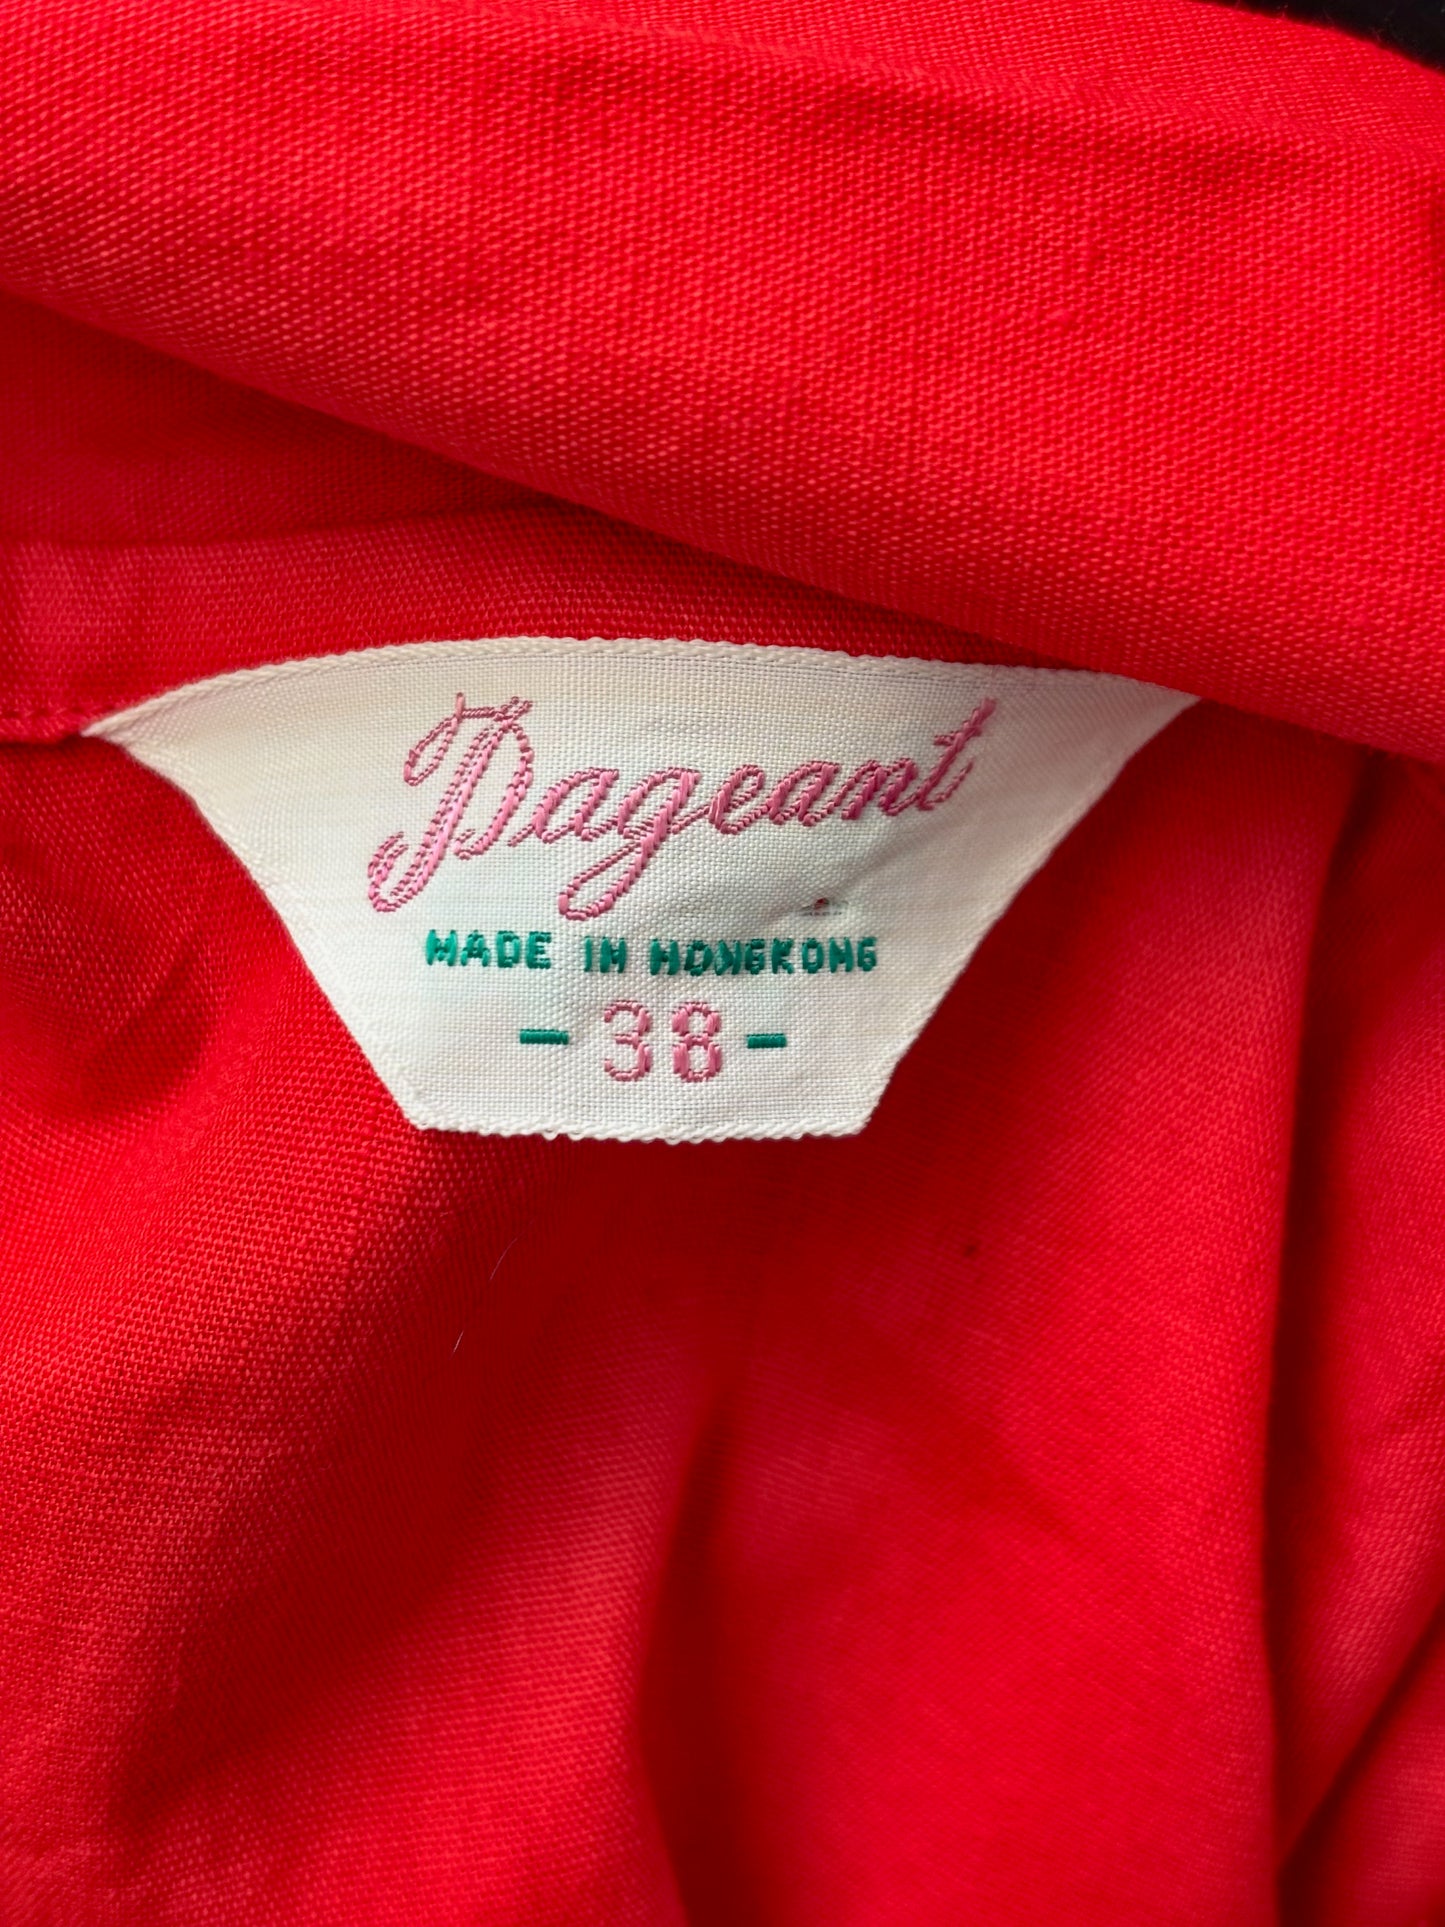 Pageant
MADE IN HONGKONG
- 38 -